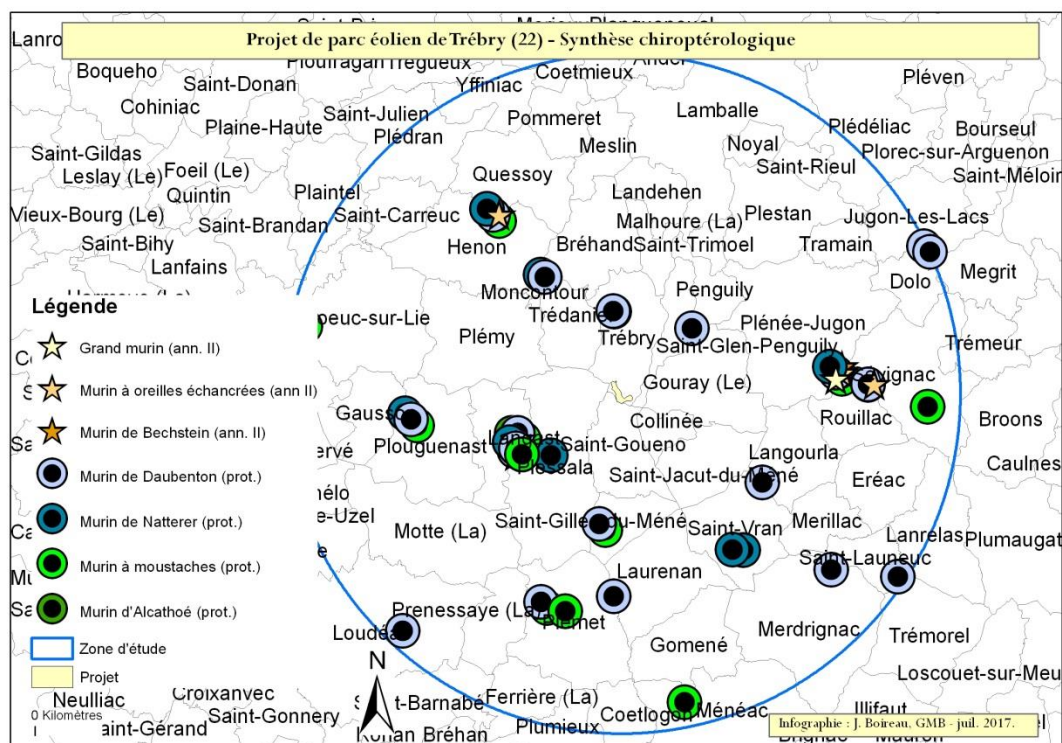 Projet de parc éolien de Trébry (22) - Synthèse chiroptérologique
Boqueho
Saint-Donan
Yffiniac
Coetmieux
Pléven
Cohiniac
Saint-Julien
Pommeret
Lamballe
Plaine-Haute
Plédran
Plédéliac
Bourseul
Saint-Gildas
Meslin
Noyal
Plorec-sur-Arguenon
Leslay (Le)
Foeil (Le)
Saint-Rieul
Saint-Méloir
Quintin
Plaintel
Quessoy
Landehen
Vieux-Bourg (Le)
Saint-Carreuc
Malhoure (La)
Plestan
Jugon-Les-Lacs
Saint-Brandan
Saint-Bihy
Henon
Bréhand
Saint-Trimoel
Tramain
Lanfains
Megrit
Dolo
Moncontour
Penguily
Trédaniel
peuc-sur-Lie
Plémy
Trébry
Plénée-Jugon
Saint-Glen-Penguily
Trémeur
Gouray (Le)
Sévignac
Rouillac
Broons
Collinée
Plouguenast
Langast
Saint-Goueno
Plessala
Langourla
Caulnes
Saint-Jacut-du-Mené
Eréac
Motte (La)
Saint-Gilles-du-Méné
Saint-Vran
Merillac
Lanrelas
Plumaugat
Saint-Launeuc
Laurenan
Prenessaye (La)
Plemet
Merdrignac
Trémorel
Gomené
Loscouet-sur-Meu
Neulliac
Croixanvec
Ferrière (La)
Saint-Gonnery
Coetlogon
Ménéac
Illifaut
Plumieux
Légende
Grand murin (ann. II)
Murin à oreilles échancrées (ann II)
Murin de Bechstein (ann. II)
Murin de Daubenton (prot.)
Murin de Natterer (prot.)
Murin à moustaches (prot.)
Murin d'Alcathoé (prot.)
Zone d'étude
Projet
0 Kilomètres
N
Infographie : J. Boireau, GMB - juil. 2017.